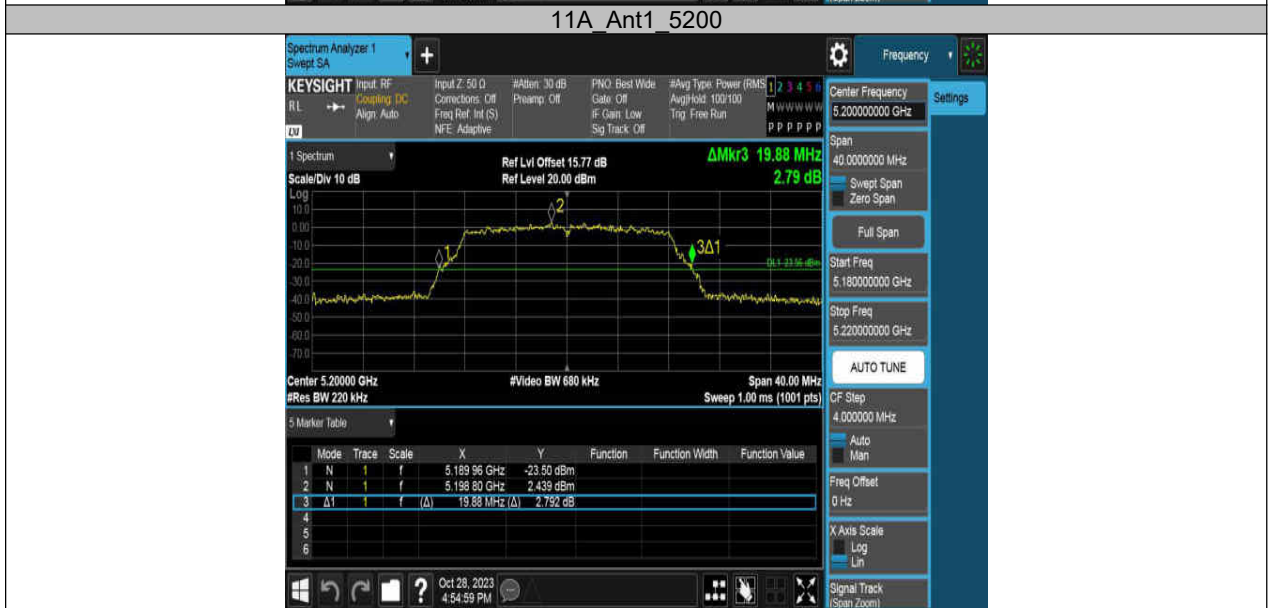 11A_Ant1_5200
Spectrum Analyzer 1
Swept SA
+
Frequency
KEYSIGHT
Input: RF
Coupling: DC
Align: Auto
RL
LXI
Input Z: 50 Ω
Corrections: Off
Freq Ref: Int (S)
NFE: Adaptive
#Atten: 30 dB
Preamp: Off
PNO: Best Wide
Gate: Off
IF Gain: Low
Sig Track: Off
#Avg Type: Power (RMS
Avg|Hold: 100/100
Trig: Free Run
1 2 3 4 5 6
M W W W W W
P P P P P P
Center Frequency
5.200000000 GHz
Settings
1 Spectrum
Scale/Div 10 dB
Ref Lvl Offset 15.77 dB
Ref Level 20.00 dBm
ΔMkr3 19.88 MHz
2.79 dB
Log
10.0
0.00
-10.0
-20.0
-30.0
-40.0
-50.0
-60.0
-70.0
1
2
3Δ1
DL1 -23.56 dBm
Center 5.20000 GHz
#Res BW 220 kHz
#Video BW 680 kHz
Span 40.00 MHz
Sweep 1.00 ms (1001 pts)
Span
40.0000000 MHz
Swept Span
Zero Span
Full Span
Start Freq
5.180000000 GHz
Stop Freq
5.220000000 GHz
AUTO TUNE
CF Step
4.000000 MHz
Auto
Man
Freq Offset
0 Hz
X Axis Scale
Log
Lin
Signal Track
(Span Zoom)
5 Marker Table
Mode Trace Scale X Y Function Function Width Function Value
1 N 1 f 5.189 96 GHz -23.50 dBm
2 N 1 f 5.198 80 GHz 2.439 dBm
3 Δ1 1 f (Δ) 19.88 MHz (Δ) 2.792 dB
4
5
6
?
Oct 28, 2023
4:54:59 PM